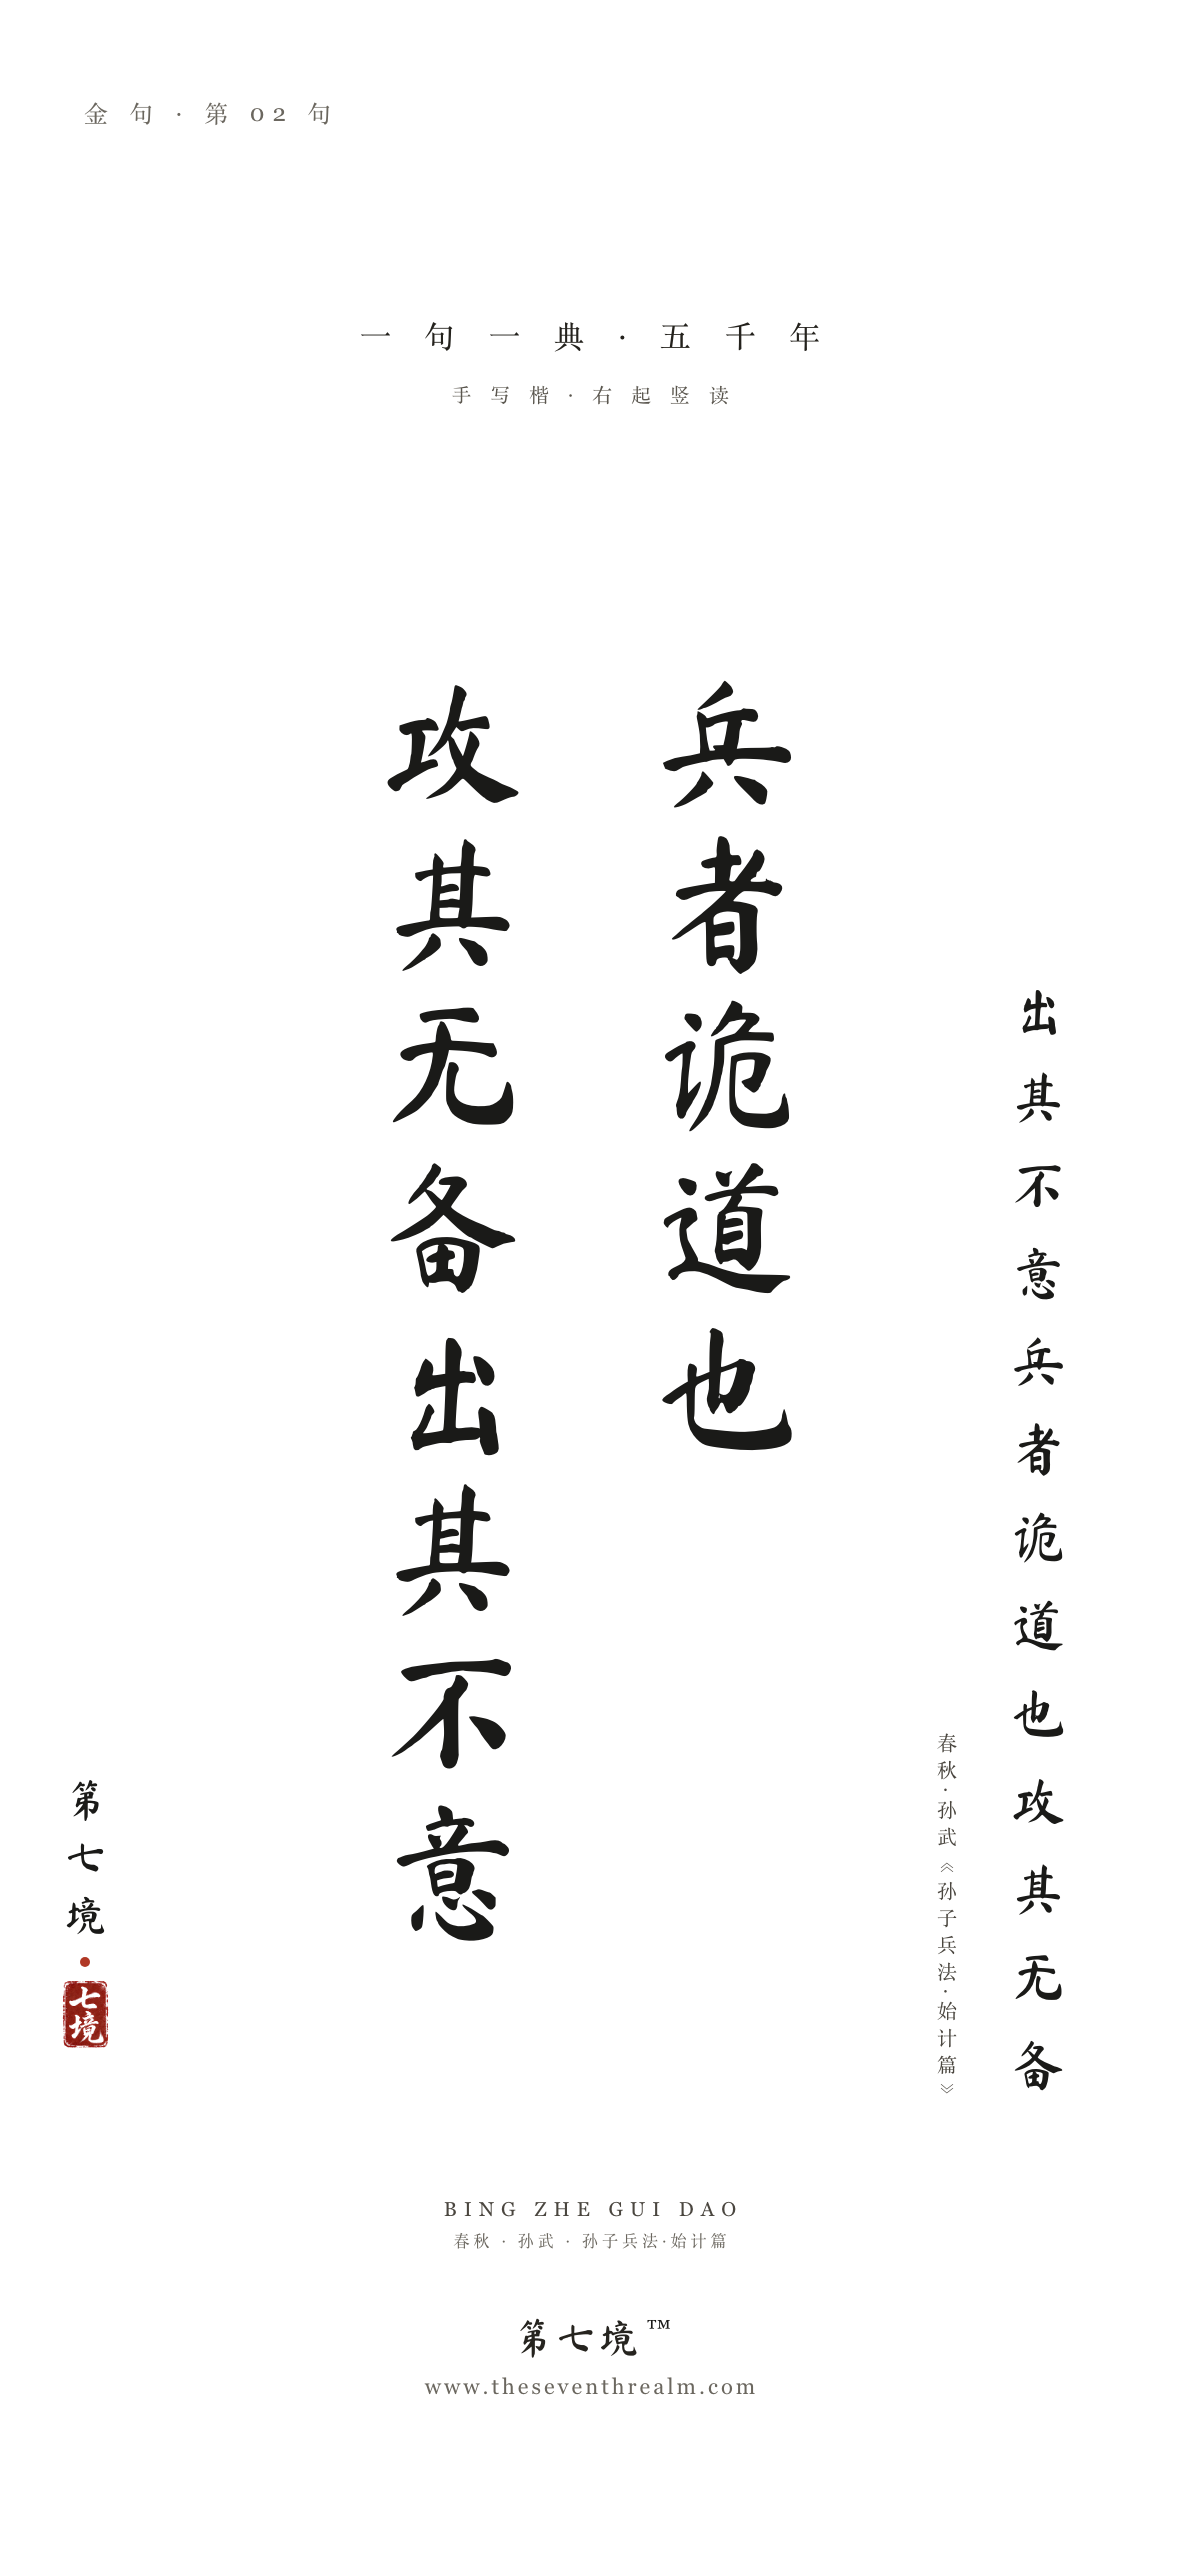 金句·第02句
一句一典·五千年
手写楷·右起竖读
出其不意兵者诡道也攻其无备
春秋·孙武《孙子兵法·始计篇》
兵者诡道也
攻其无备出其不意
第七境
七境
BING ZHE GUI DAO
春秋·孙武·孙子兵法·始计篇
第七境™
www.theseventhrealm.com